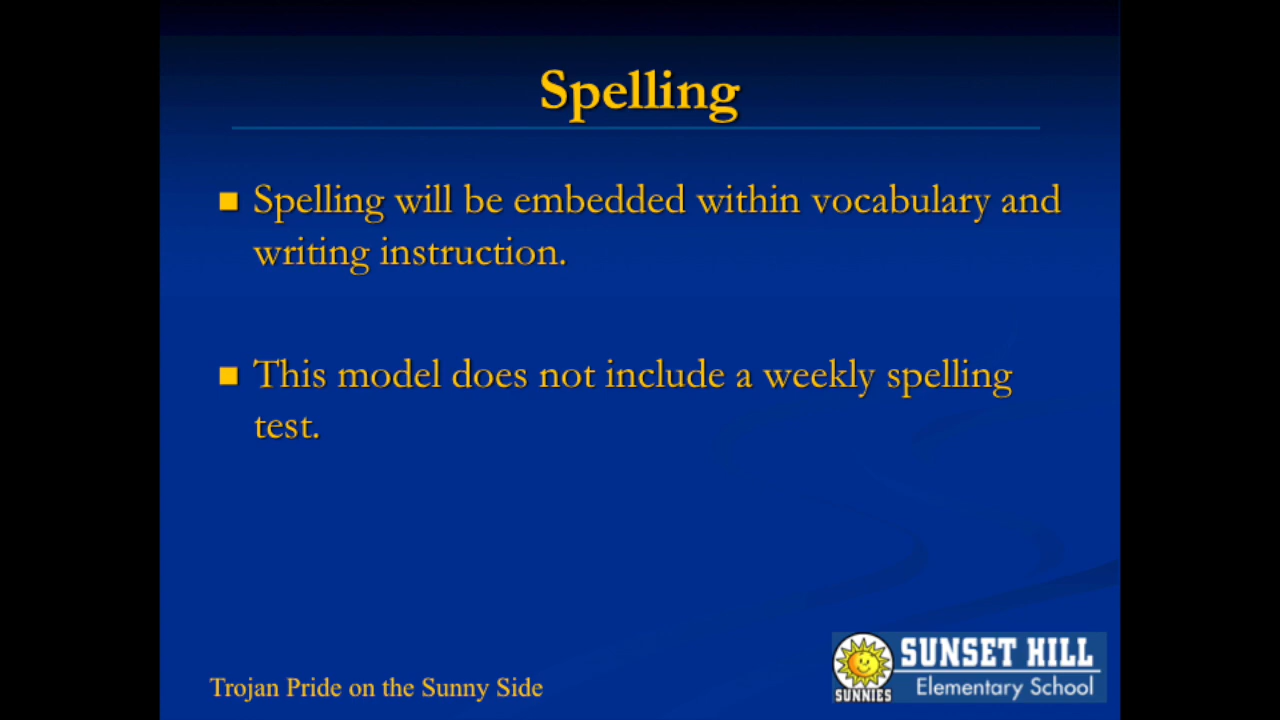 Spelling
Spelling will be embedded within vocabulary and
writing instruction.
This model does not include a weekly spelling
test.
Trojan Pride on the Sunny Side
SUNNIES
SUNSET HILL
Elementary School